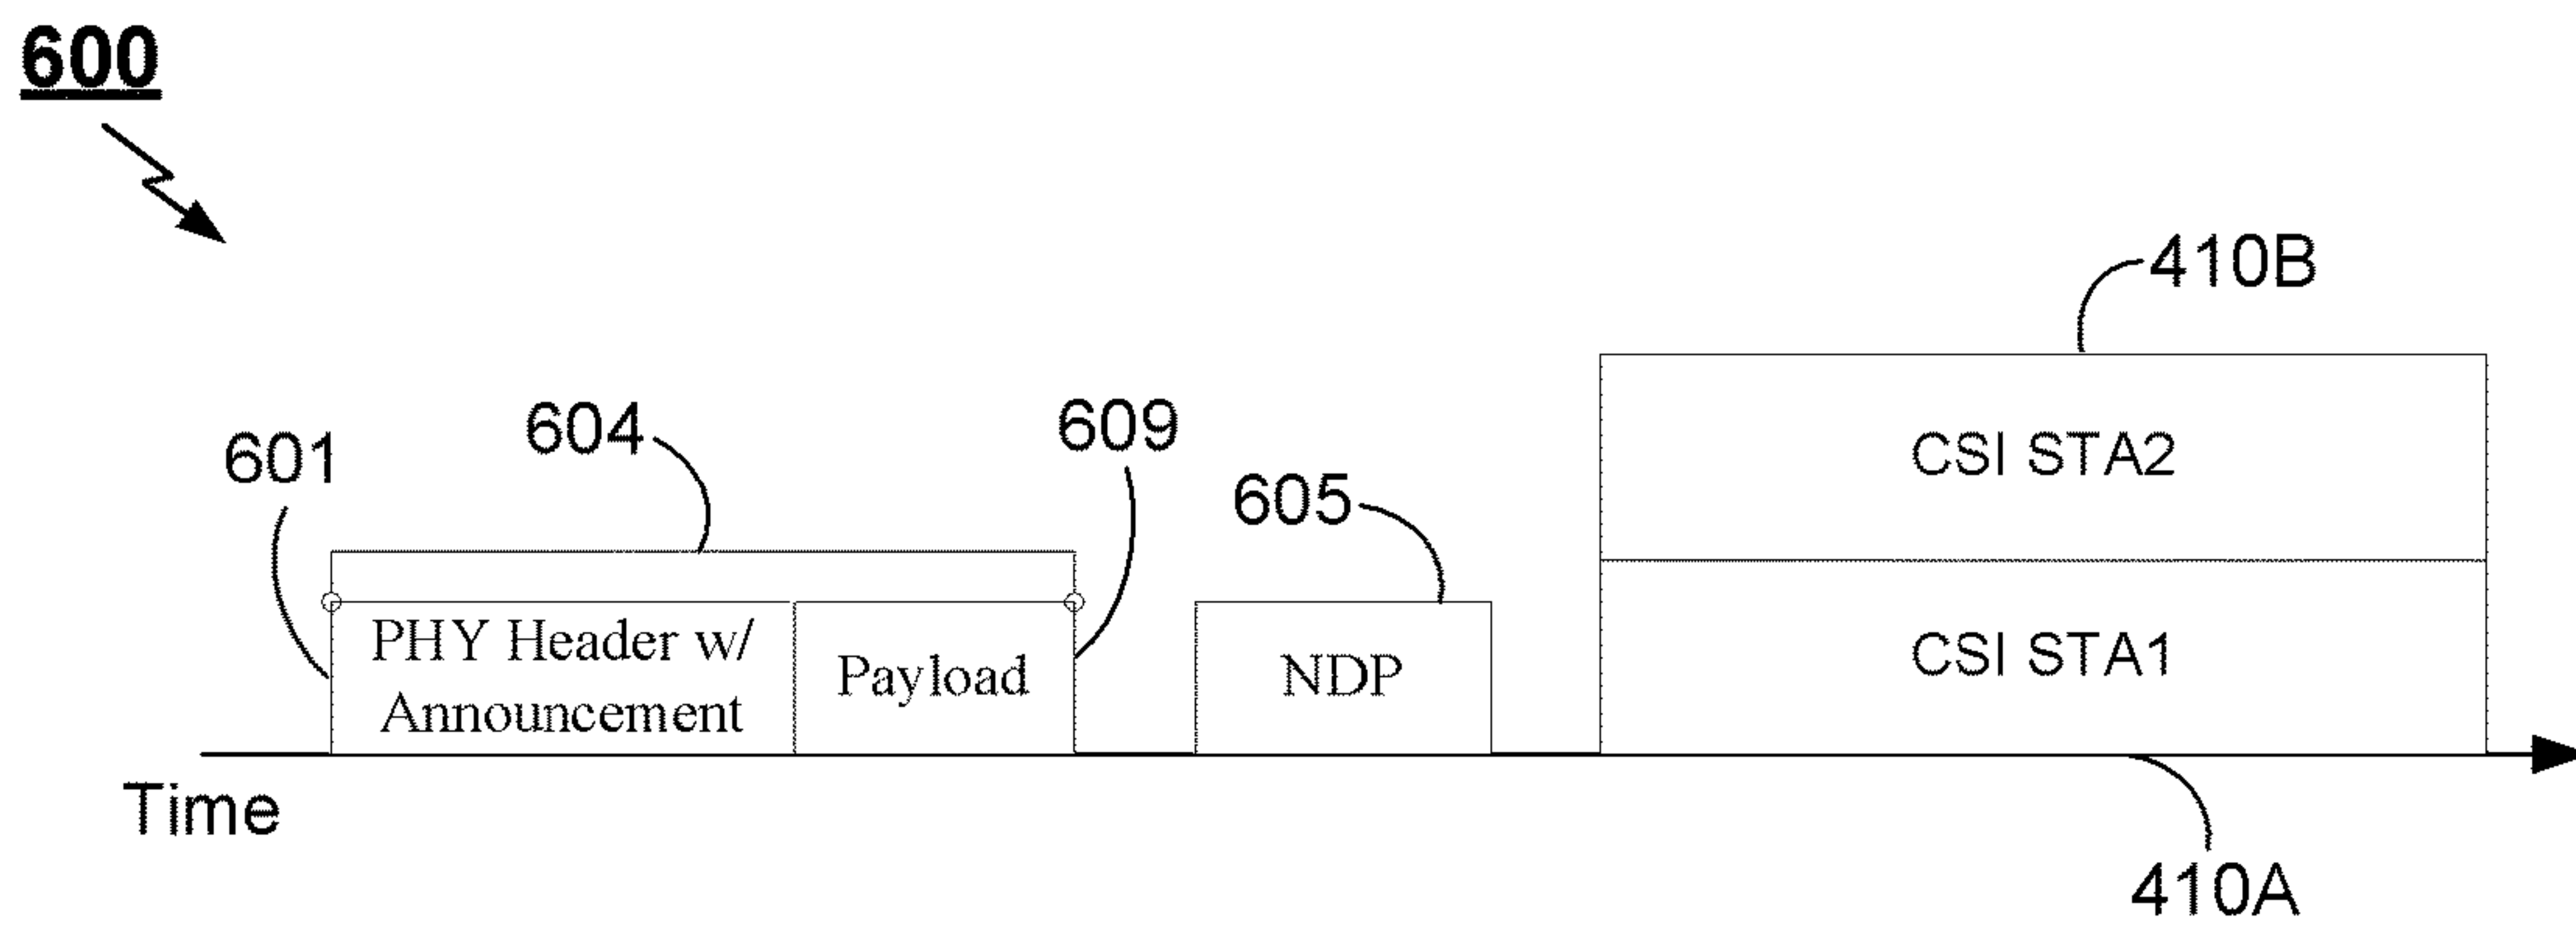 600
410B
604
609
601
CSI STA2
605
PHY Header w/
Announcement
Payload
NDP
CSI STA1
Time
410A